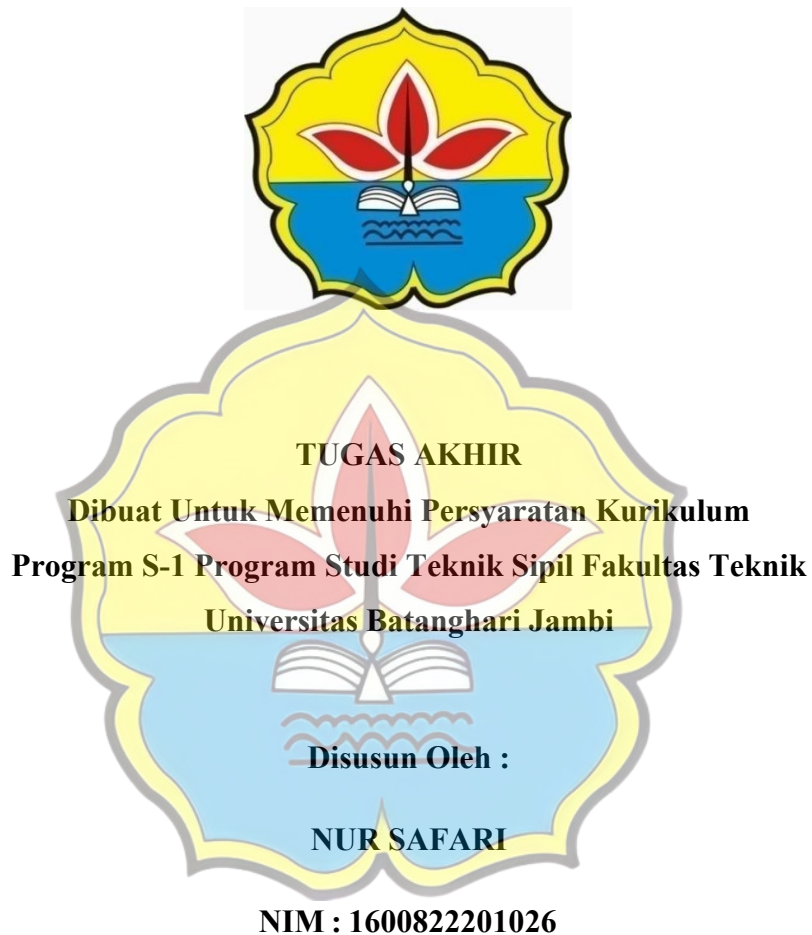 TUGAS AKHIR
Dibuat Untuk Memenuhi Persyaratan Kurikulum
Program S-1 Program Studi Teknik Sipil Fakultas Teknik
Universitas Batanghari Jambi
Disusun Oleh :
NUR SAFARI
NIM : 1600822201026